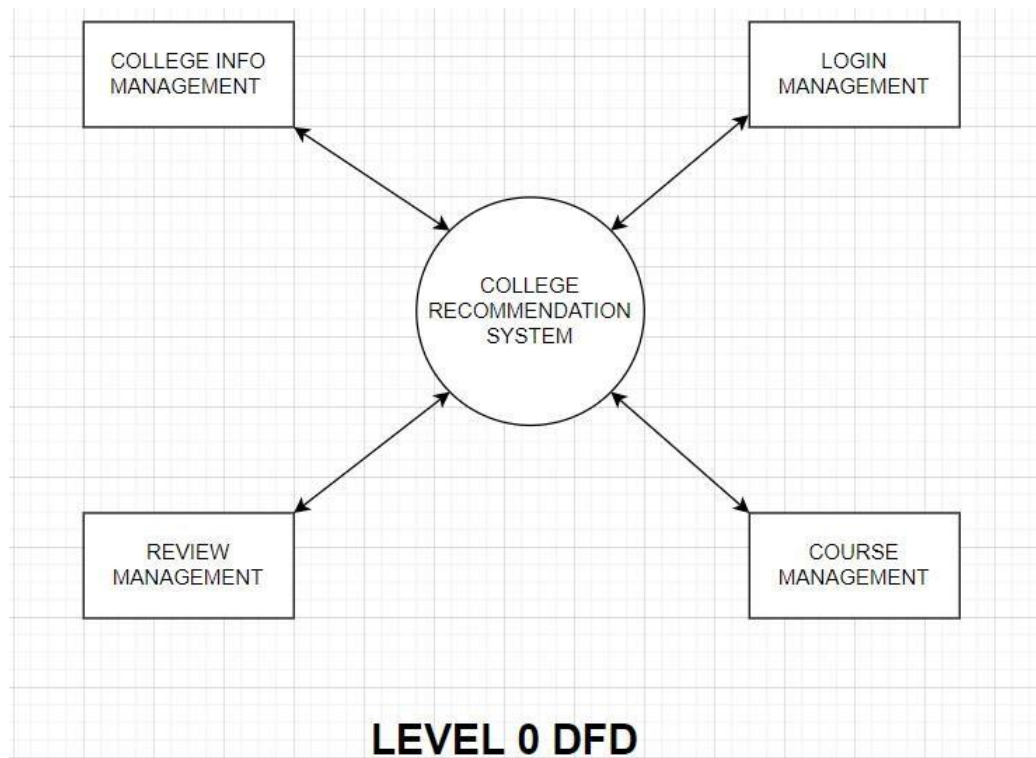 COLLEGE INFO
MANAGEMENT
LOGIN
MANAGEMENT
COLLEGE
RECOMMENDATION
SYSTEM
REVIEW
MANAGEMENT
COURSE
MANAGEMENT
LEVEL 0 DFD